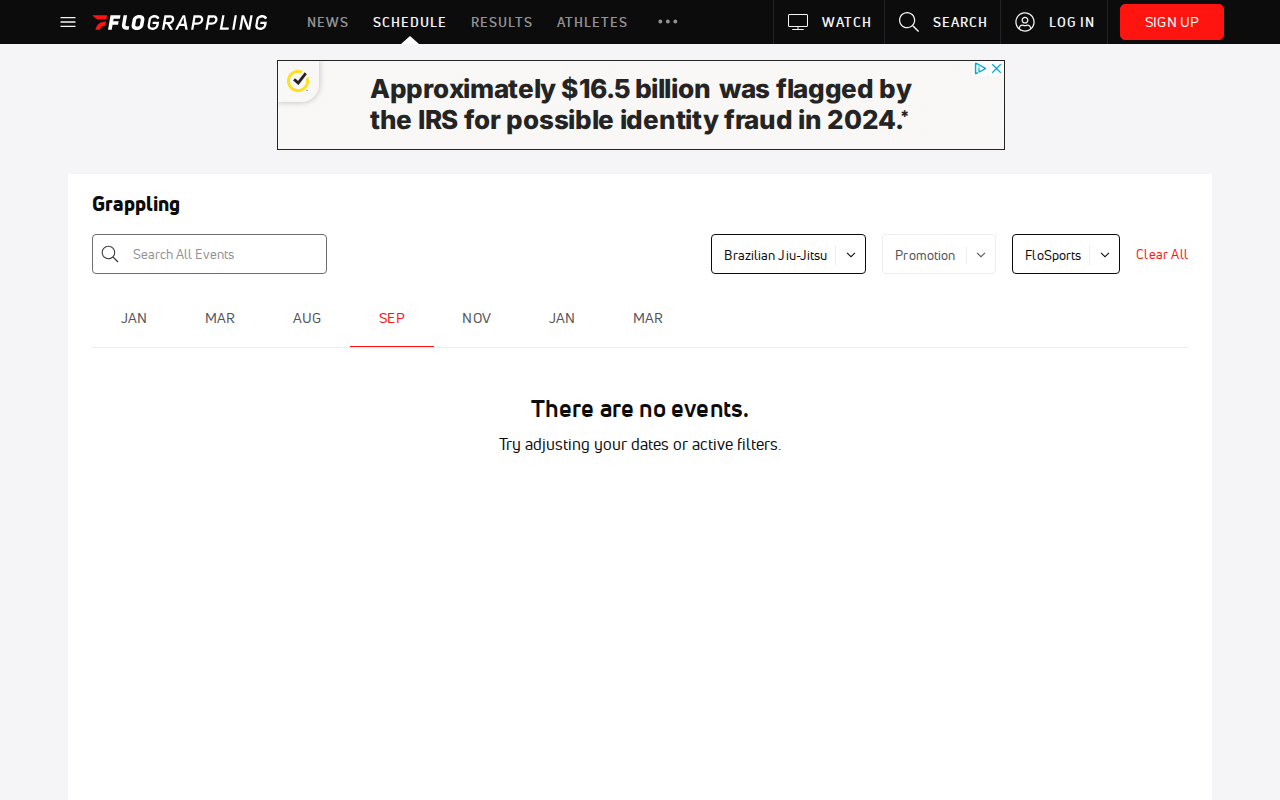 FLOGRAPPLING
NEWS
SCHEDULE
RESULTS
ATHLETES
WATCH
SEARCH
LOG IN
SIGN UP
Approximately $16.5 billion was flagged by
the IRS for possible identity fraud in 2024.*
Grappling
Search All Events
Brazilian Jiu-Jitsu
Promotion
FloSports
Clear All
JAN
MAR
AUG
SEP
NOV
JAN
MAR
There are no events.
Try adjusting your dates or active filters.